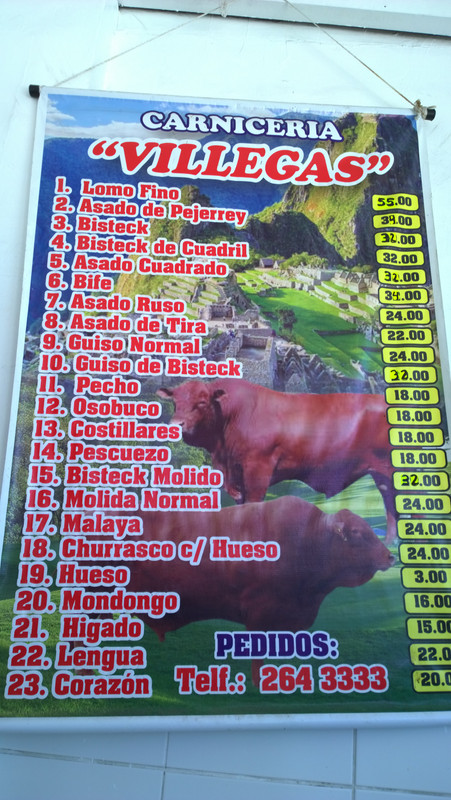 CARNICERIA
“VILLEGAS”
1. Lomo Fino 55.00
2. Asado de Pejerrey 34.00
3. Bisteck 32.00
4. Bisteck de Cuadril 32.00
5. Asado Cuadrado 32.00
6. Bife 34.00
7. Asado Ruso 24.00
8. Asado de Tira 22.00
9. Guiso Normal 24.00
10. Guiso de Bisteck 32.00
11. Pecho 18.00
12. Osobuco 18.00
13. Costillares 18.00
14. Pescuezo 18.00
15. Bisteck Molido 32.00
16. Molida Normal 24.00
17. Malaya 24.00
18. Churrasco c/ Hueso 24.00
19. Hueso 3.00
20. Mondongo 16.00
21. Higado 15.00
22. Lengua 22.0
23. Corazón 20.0
PEDIDOS:
Telf.: 264 3333